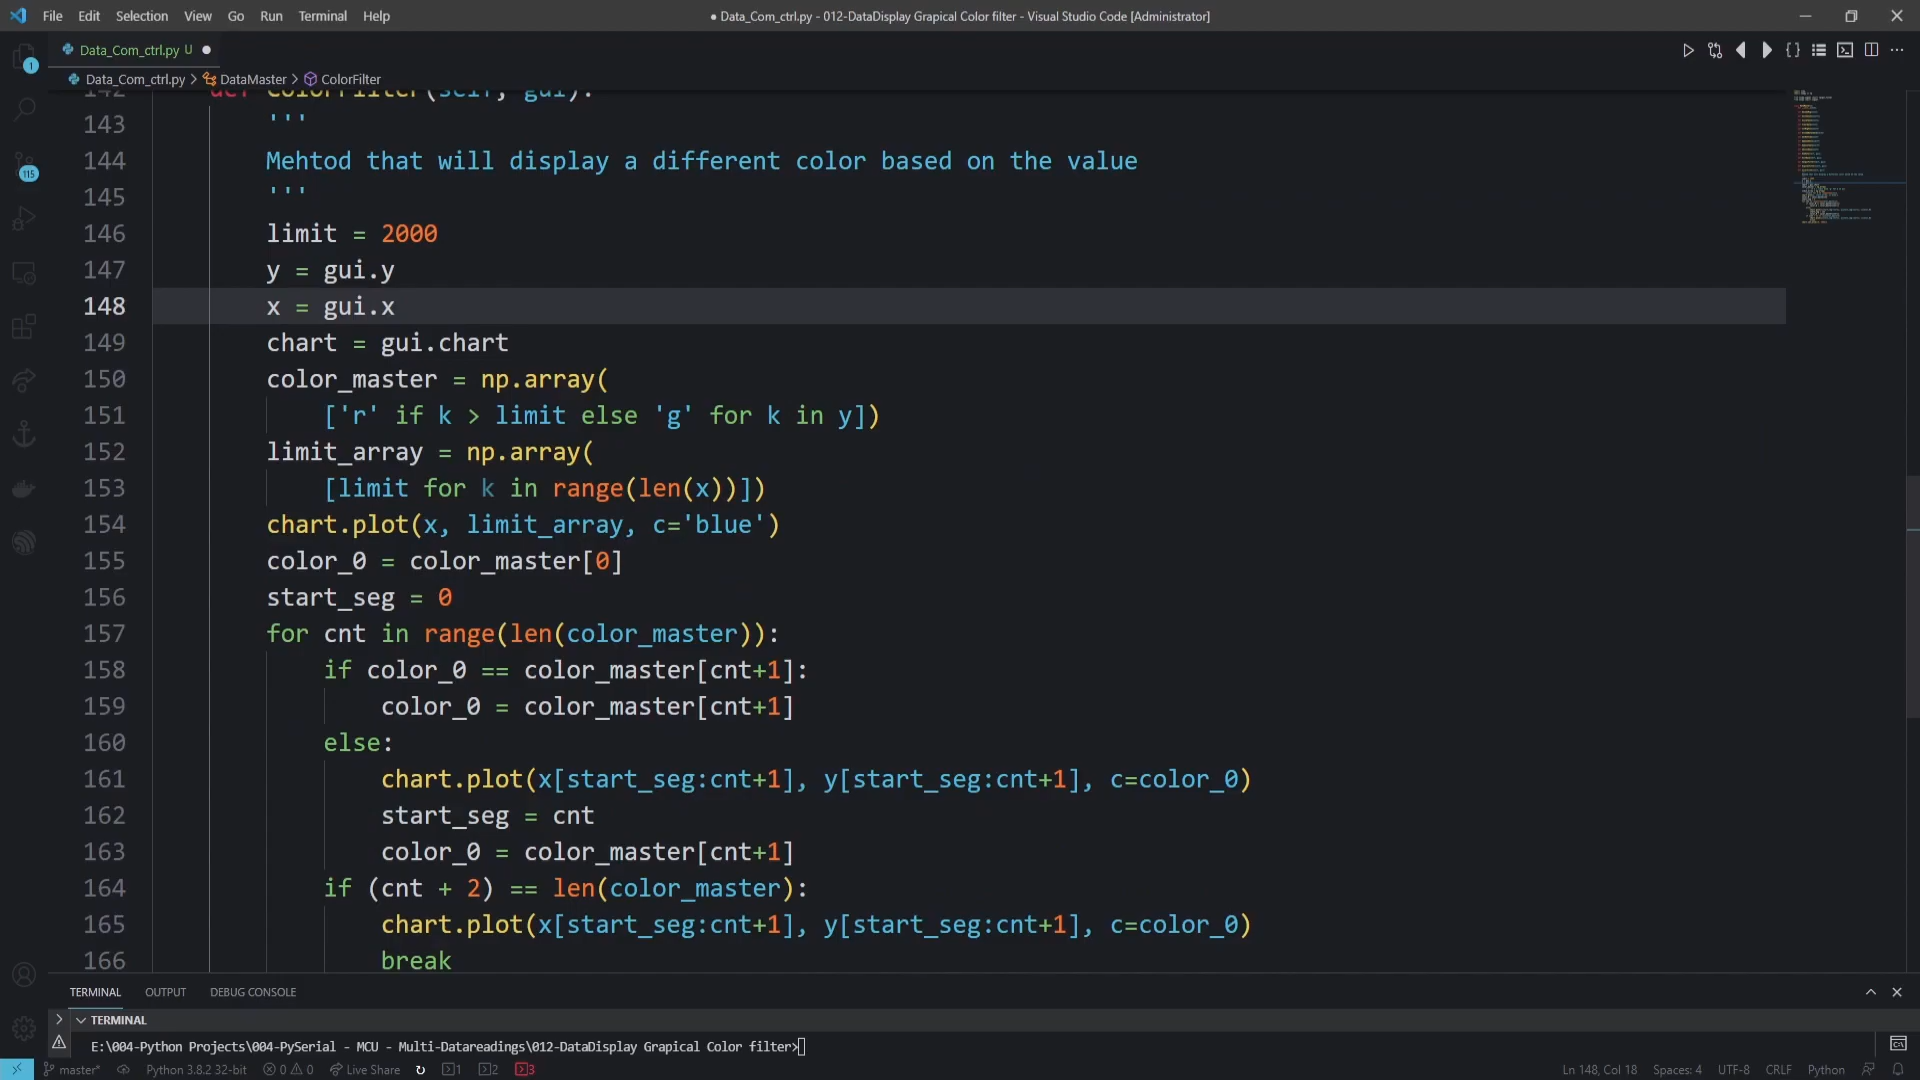 File Edit Selection View Go Run Terminal Help
● Data_Com_ctrl.py - 012-DataDisplay Grapical Color filter - Visual Studio Code [Administrator]
Data_Com_ctrl.py U
Data_Com_ctrl.py > DataMaster > ColorFilter
1
115
142 def ColorFilter(self, gui):
143 '''
144 Mehtod that will display a different color based on the value
145 '''
146 limit = 2000
147 y = gui.y
148 x = gui.x
149 chart = gui.chart
150 color_master = np.array(
151 ['r' if k > limit else 'g' for k in y])
152 limit_array = np.array(
153 [limit for k in range(len(x))])
154 chart.plot(x, limit_array, c='blue')
155 color_0 = color_master[0]
156 start_seg = 0
157 for cnt in range(len(color_master)):
158 if color_0 == color_master[cnt+1]:
159 color_0 = color_master[cnt+1]
160 else:
161 chart.plot(x[start_seg:cnt+1], y[start_seg:cnt+1], c=color_0)
162 start_seg = cnt
163 color_0 = color_master[cnt+1]
164 if (cnt + 2) == len(color_master):
165 chart.plot(x[start_seg:cnt+1], y[start_seg:cnt+1], c=color_0)
166 break
TERMINAL OUTPUT DEBUG CONSOLE
TERMINAL
E:\004-Python Projects\004-PySerial - MCU - Multi-Datareadings\012-DataDisplay Grapical Color filter>
master* Python 3.8.2 32-bit 0 0 Live Share 1 2 3 Ln 148, Col 18 Spaces: 4 UTF-8 CRLF Python